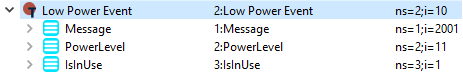 Low Power Event 2:Low Power Event ns=2;i=10
Message 1:Message ns=1;i=2001
PowerLevel 2:PowerLevel ns=2;i=11
IsInUse 3:IsInUse ns=3;i=1